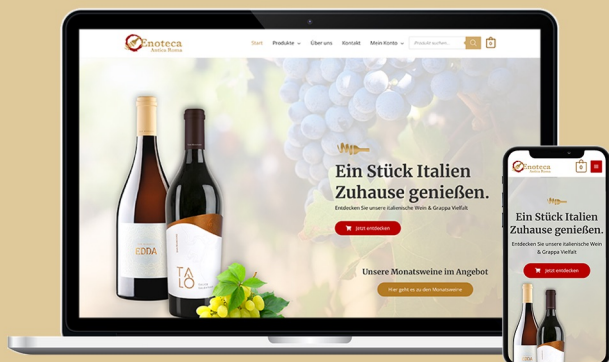 Enoteca
Antica Roma
Start Produkte Über uns Kontakt Mein Konto Produkt suchen... 0
Ein Stück Italien
Zuhause genießen.
Entdecken Sie unsere italienische Wein & Grappa Vielfalt
Jetzt entdecken
Unsere Monatsweine im Angebot
Hier geht es zu den Monatsweine
EDDA
TA
LO
Enoteca
Antica Roma
0
Ein Stück Italien
Zuhause genießen.
Entdecken Sie unsere italienische Wein
& Grappa Vielfalt
Jetzt entdecken